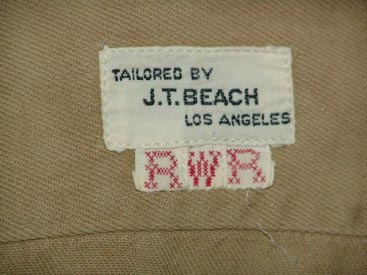 TAILORED BY
J.T. BEACH
LOS ANGELES
RWR